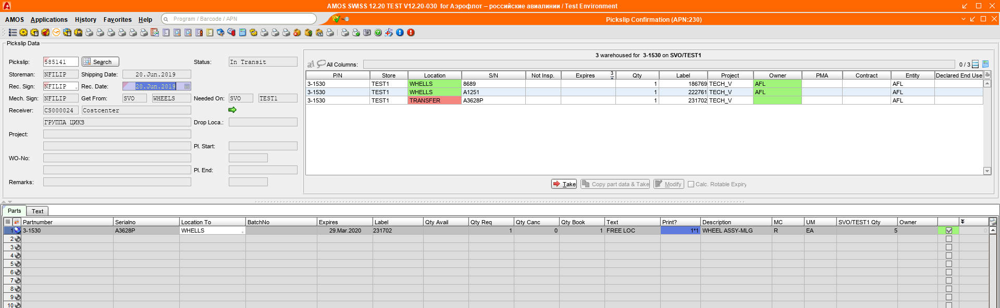 AMOS SWISS 12.20 TEST V12.20-030 for Аэрофлот – российские авиалинии / Test Environment
AMOS Applications History Favorites Help Program / Barcode / APN
Pickslip Confirmation (APN:230)
Pickslip Data
Pickslip: 585141 Search Status: In Transit
Storeman: NFILIP Shipping Date: 20.Jun.2019
Rec. Sign: NFILIP Rec. Date: 20.Jun.2019
Mech. Sign: NFILIP Get From: SVO WHEELS Needed On: SVO TEST1
Receiver: CS000024 Costcenter
ГРУППА ЦИКЗ Drop Loca.:
Project:
Pl. Start:
WO-No:
Pl. End:
Remarks:
3 warehoused for 3-1530 on SVO/TEST1
All Columns: 0 / 3
P/N Store Location S/N Not Insp. Expires 3 Qty Label Project Owner PMA Contract Entity Declared End Use
3-1530 TEST1 WHELLS 8689 1 186769 TECH_V AFL AFL
3-1530 TEST1 WHELLS A1251 1 222761 TECH_V AFL AFL
3-1530 TEST1 TRANSFER A3628P 1 231702 TECH_V AFL
Take Copy part data & Take Modify Calc. Rotable Expiry
Parts Text
Partnumber Serialno Location To BatchNo Expires Label Qty Avail Qty Req Qty Canc Qty Book Text Print? Description MC UM SVO/TEST1 Qty Owner
1 3-1530 A3628P WHELLS 29.Mar.2020 231702 1 0 1 FREE LOC 1*1 WHEEL ASSY-MLG R EA 5 0
2
3
4
5
6
7
8
9
10